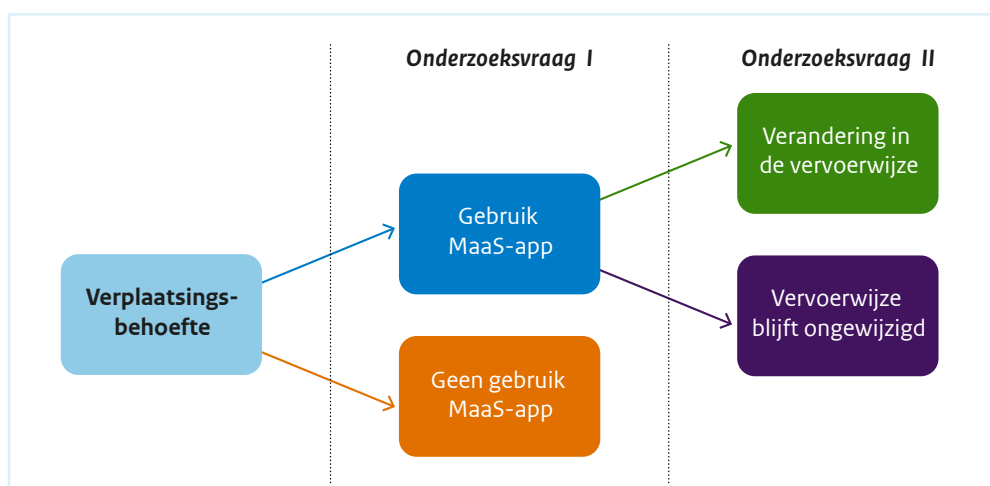 Onderzoeksvraag I
Onderzoeksvraag II
Verandering in
de vervoerwijze
Gebruik
MaaS-app
Verplaatsings-
behoefte
Vervoerwijze
blijft ongewijzigd
Geen gebruik
MaaS-app